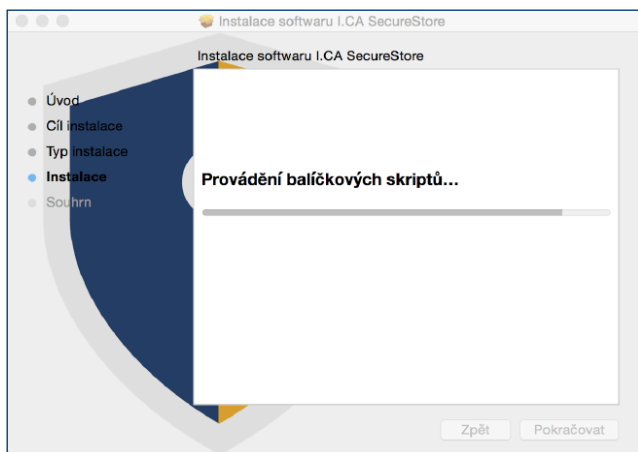 Instalace softwaru I.CA SecureStore
Instalace softwaru I.CA SecureStore
Úvod
Cíl instalace
Typ instalace
Instalace
Souhrn
Provádění balíčkových skriptů...
Zpět
Pokračovat